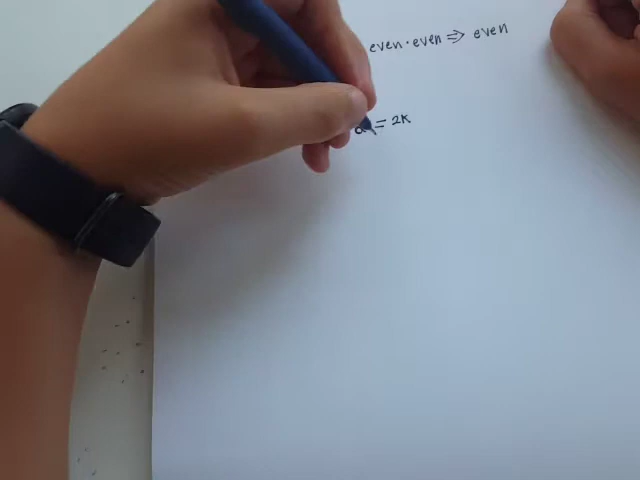 even · even ⇒ even
a = 2K